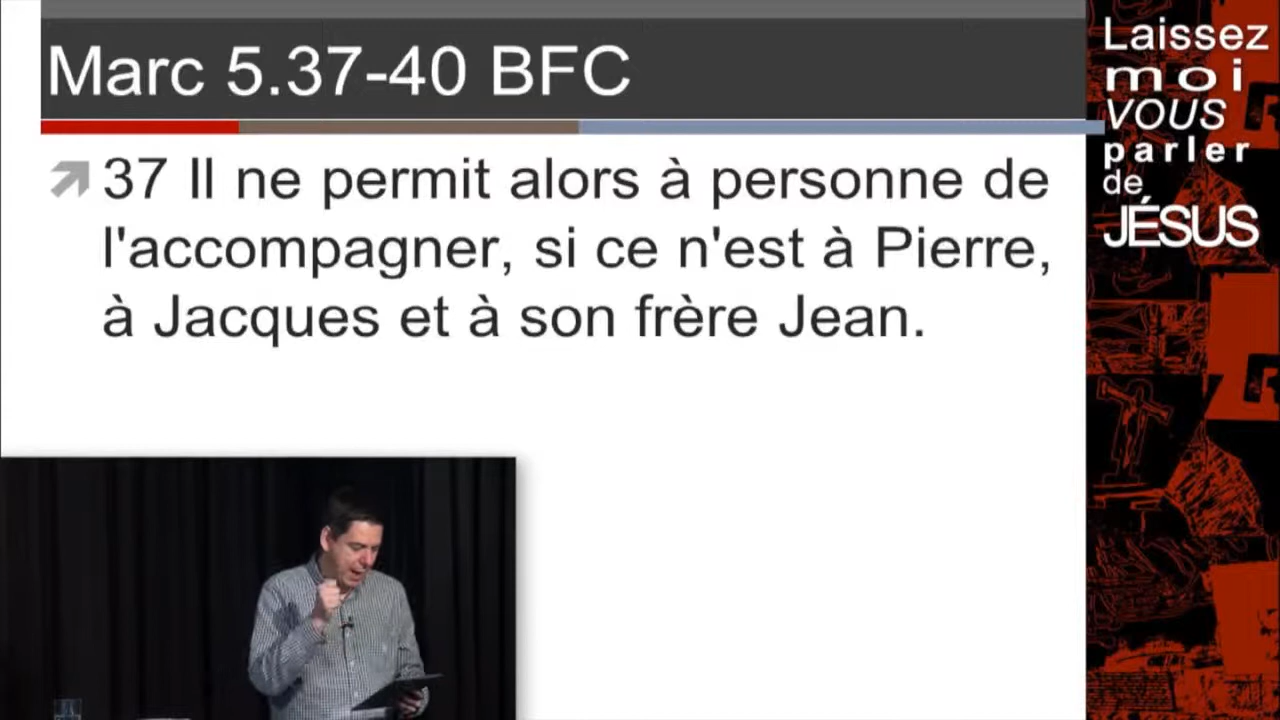 Marc 5.37-40 BFC
37 Il ne permit alors à personne de
l'accompagner, si ce n'est à Pierre,
à Jacques et à son frère Jean.
Laissez
moi
VOUS
parler
de
JÉSUS